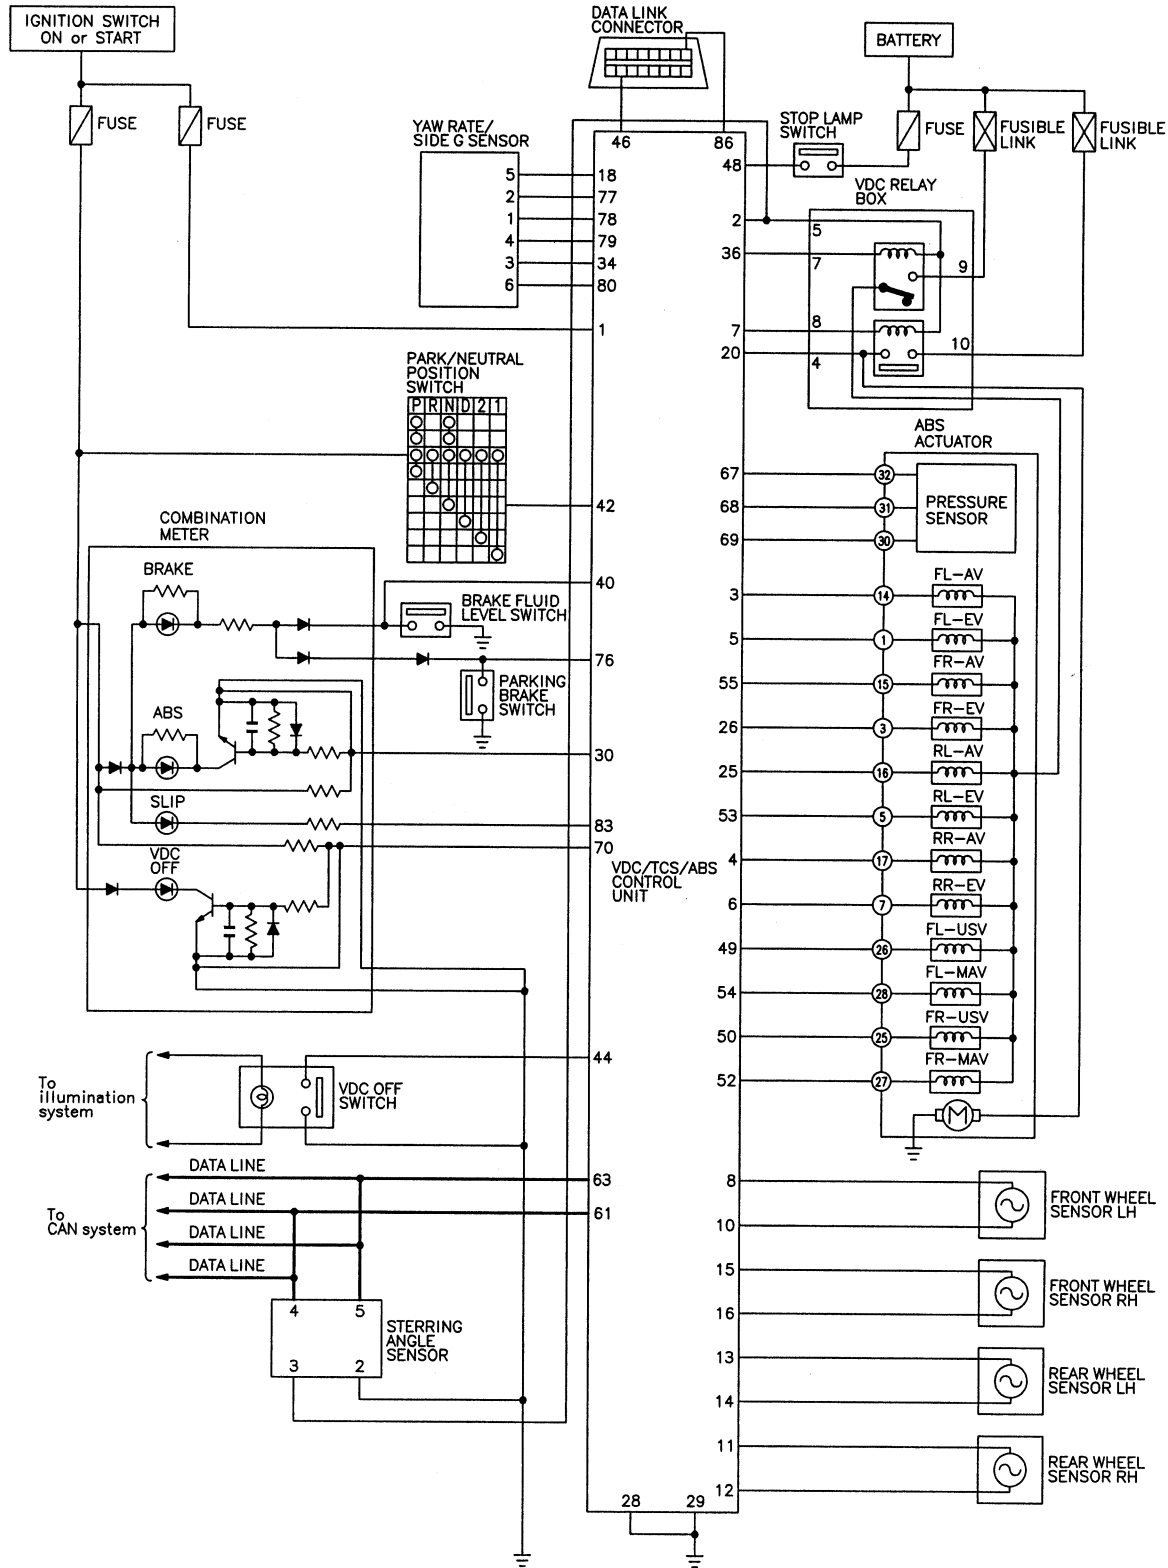 IGNITION SWITCH
ON or START
DATA LINK
CONNECTOR
BATTERY
FUSE
FUSE
YAW RATE/
SIDE G SENSOR
5
2
1
4
3
6
18
77
78
79
34
80
1
46
86
48
STOP LAMP
SWITCH
FUSE
FUSIBLE
LINK
FUSIBLE
LINK
VDC RELAY
BOX
2
5
36
7
9
7
8
20
4
10
PARK/NEUTRAL
POSITION
SWITCH
P R N D 2 1
42
ABS
ACTUATOR
67
32
68
31
69
30
PRESSURE
SENSOR
COMBINATION
METER
BRAKE
40
BRAKE FLUID
LEVEL SWITCH
76
PARKING
BRAKE
SWITCH
ABS
30
SLIP
83
VDC
OFF
70
VDC/TCS/ABS
CONTROL
UNIT
3
14
FL-AV
5
1
FL-EV
55
15
FR-AV
26
3
FR-EV
25
16
RL-AV
53
5
RL-EV
4
17
RR-AV
6
7
RR-EV
49
26
FL-USV
54
28
FL-MAV
50
25
FR-USV
52
27
FR-MAV
M
To
illumination
system
44
VDC OFF
SWITCH
To
CAN system
DATA LINE
DATA LINE
DATA LINE
DATA LINE
63
61
4
5
3
2
STERRING
ANGLE
SENSOR
8
10
FRONT WHEEL
SENSOR LH
15
16
FRONT WHEEL
SENSOR RH
13
14
REAR WHEEL
SENSOR LH
11
12
REAR WHEEL
SENSOR RH
28
29